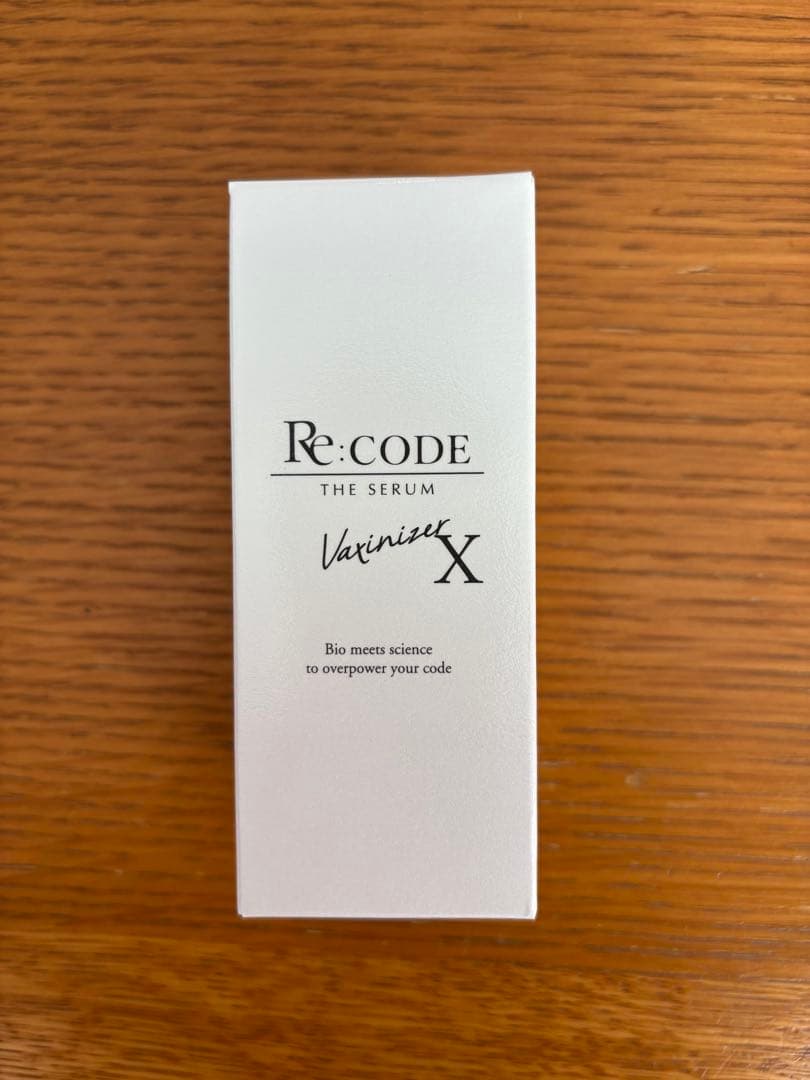 Re:CODE
THE SERUM
Vaxinizer
X
Bio meets science
to overpower your code